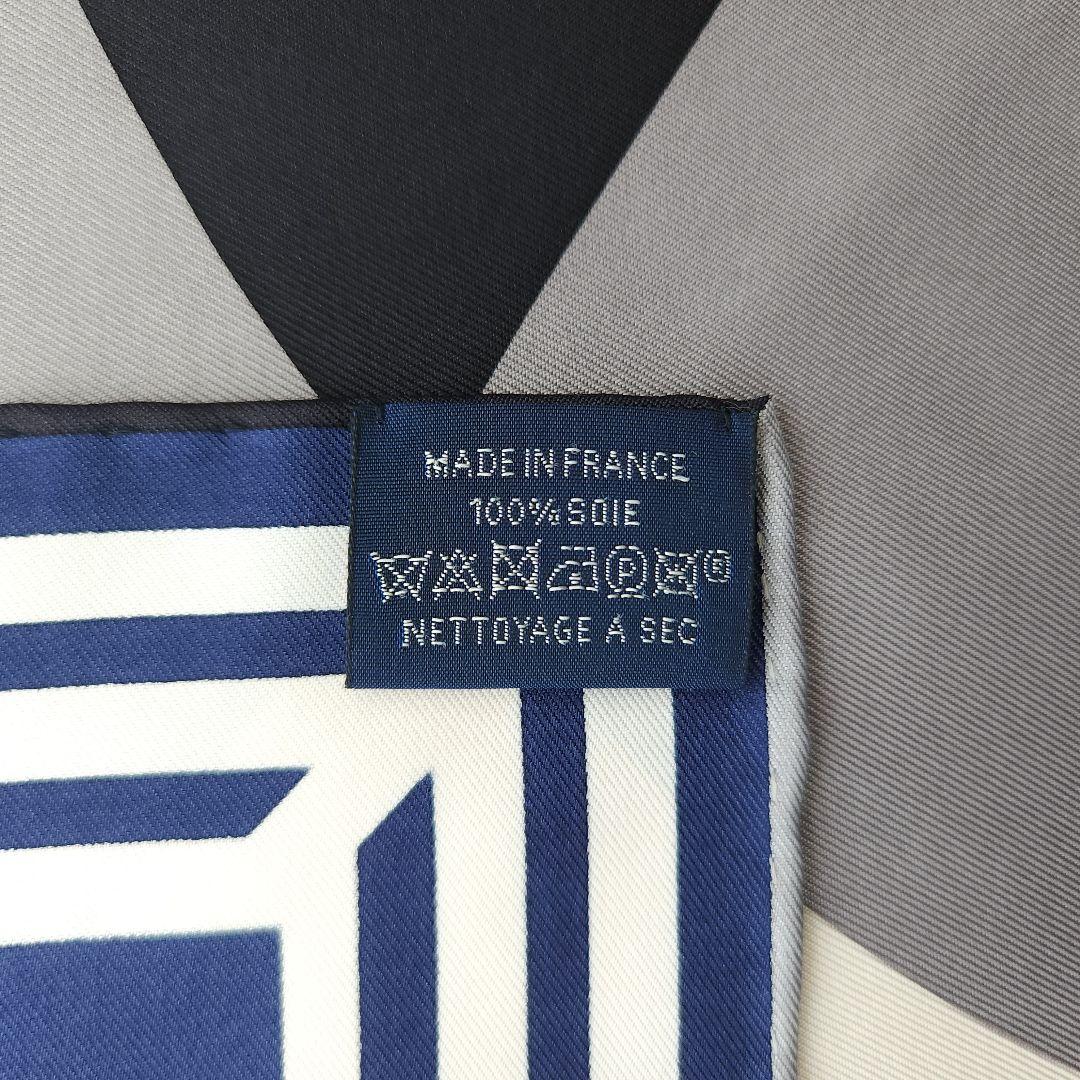 MADE IN FRANCE
100% SOIE
P
NETTOYAGE A SEC